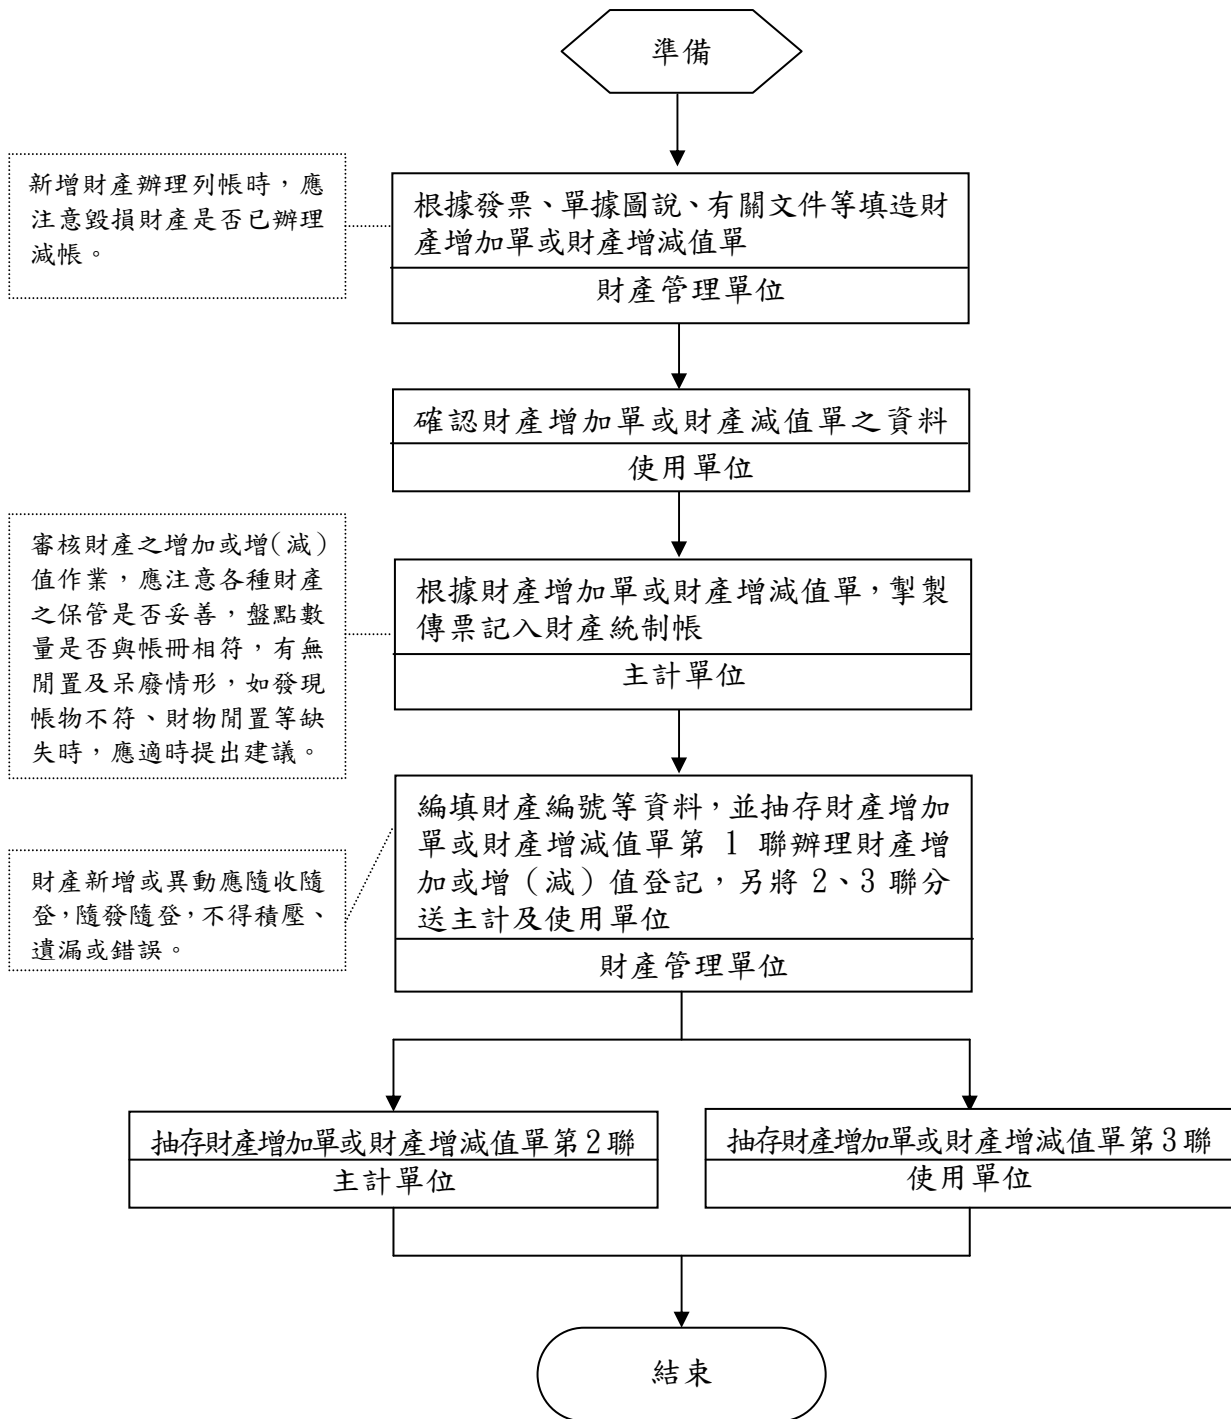 準備
新增財產辦理列帳時，應
注意毀損財產是否已辦理
減帳。
根據發票、單據圖說、有關文件等填造財
產增加單或財產增減值單
財產管理單位
確認財產增加單或財產減值單之資料
使用單位
審核財產之增加或增(減)
值作業，應注意各種財產
之保管是否妥善，盤點數
量是否與帳冊相符，有無
閒置及呆廢情形，如發現
帳物不符、財物閒置等缺
失時，應適時提出建議。
根據財產增加單或財產增減值單，掣製
傳票記入財產統制帳
主計單位
編填財產編號等資料，並抽存財產增加
單或財產增減值單第 1 聯辦理財產增
加或增（減）值登記，另將 2、3 聯分
送主計及使用單位
財產管理單位
財產新增或異動應隨收隨
登，隨發隨登，不得積壓、
遺漏或錯誤。
抽存財產增加單或財產增減值單第2聯
主計單位
抽存財產增加單或財產增減值單第3聯
使用單位
結束